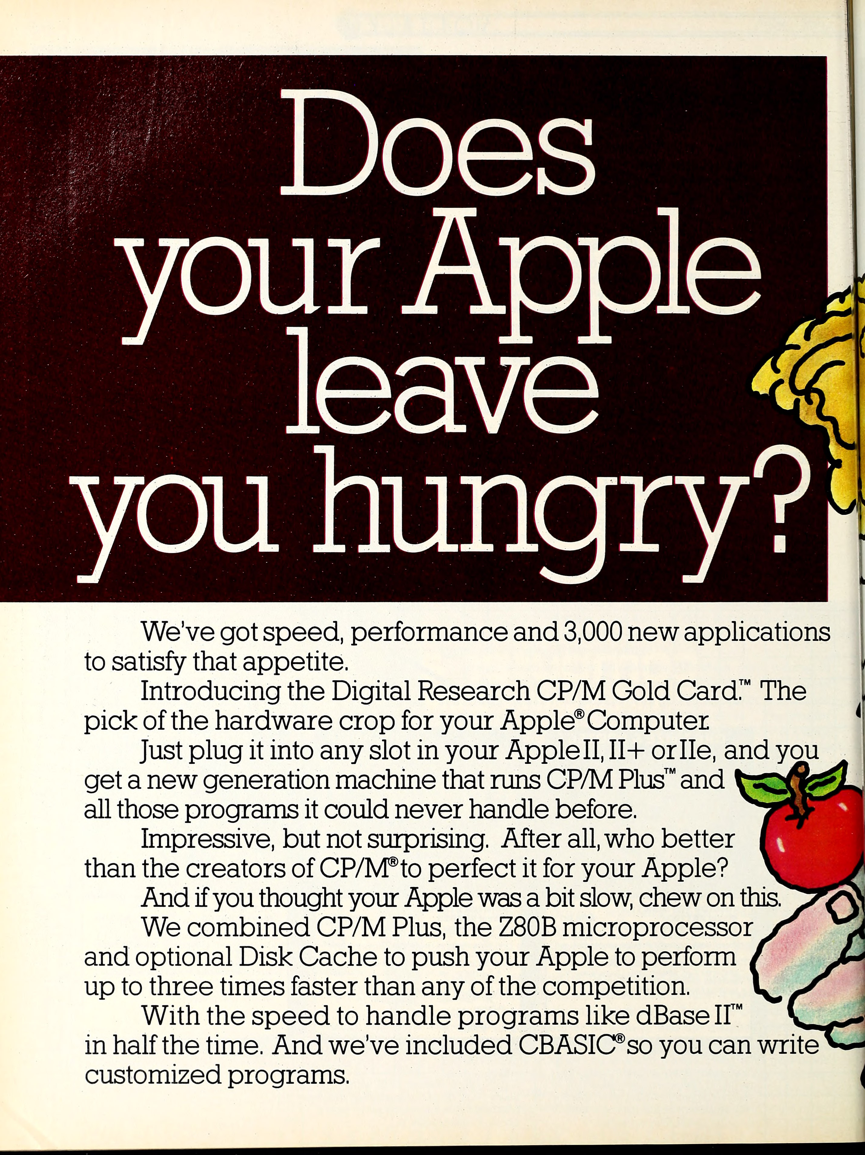 Does
your Apple
leave
you hungry?
We've got speed, performance and 3,000 new applications
to satisfy that appetite.
Introducing the Digital Research CP/M Gold Card.™ The
pick of the hardware crop for your Apple® Computer.
Just plug it into any slot in your Apple II, II+ or IIe, and you
get a new generation machine that runs CP/M Plus™ and
all those programs it could never handle before.
Impressive, but not surprising. After all, who better
than the creators of CP/M® to perfect it for your Apple?
And if you thought your Apple was a bit slow, chew on this.
We combined CP/M Plus, the Z80B microprocessor
and optional Disk Cache to push your Apple to perform
up to three times faster than any of the competition.
With the speed to handle programs like dBase II™
in half the time. And we've included CBASIC® so you can write
customized programs.